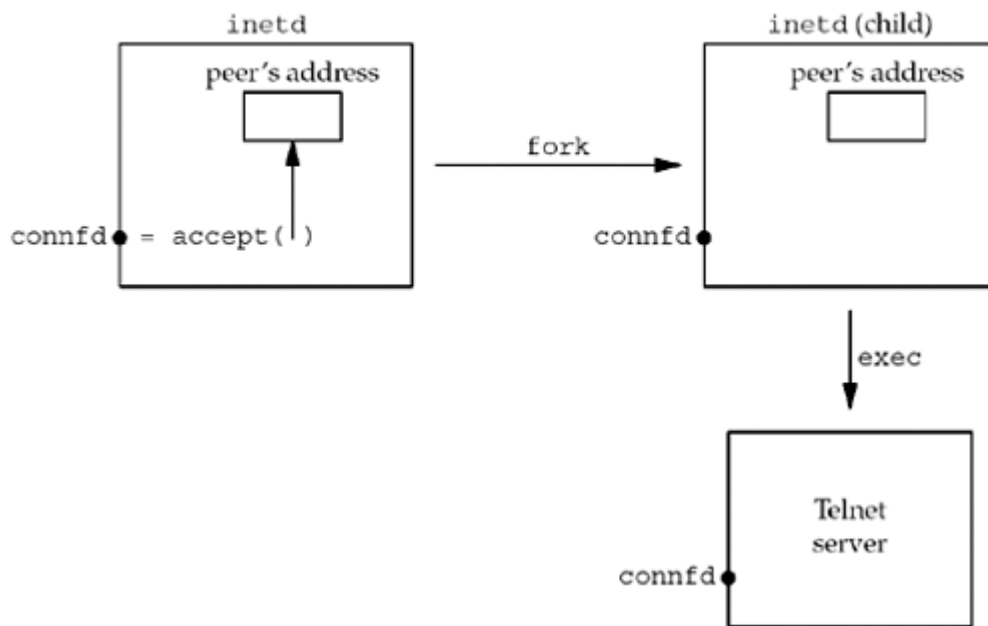 inetd
peer's address
connfd = accept( )
fork
inetd (child)
peer's address
connfd
exec
Telnet
server
connfd